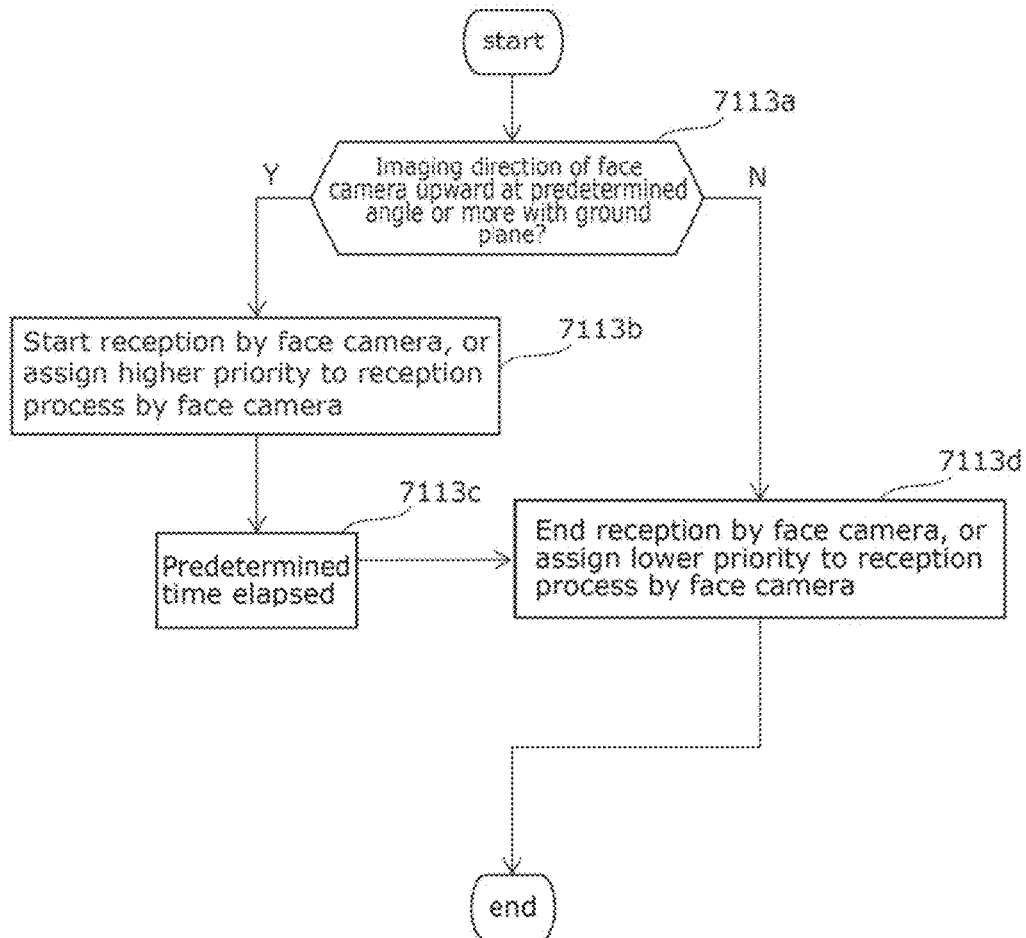 start
7113a
Y
Imaging direction of face
camera upward at predetermined
angle or more with ground
plane?
N
7113b
Start reception by face camera, or
assign higher priority to reception
process by face camera
7113c
Predetermined
time elapsed
7113d
End reception by face camera, or
assign lower priority to reception
process by face camera
end